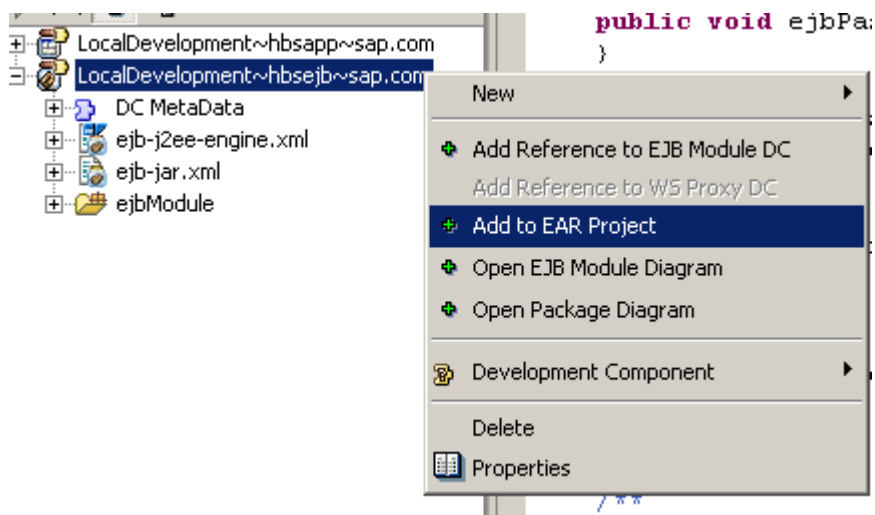 public void ejbPa
}
LocalDevelopment~hbsapp~sap.com
LocalDevelopment~hbsejb~sap.com
DC MetaData
ejb-j2ee-engine.xml
ejb-jar.xml
ejbModule
New
Add Reference to EJB Module DC
Add Reference to WS Proxy DC
Add to EAR Project
Open EJB Module Diagram
Open Package Diagram
Development Component
Delete
Properties
/**